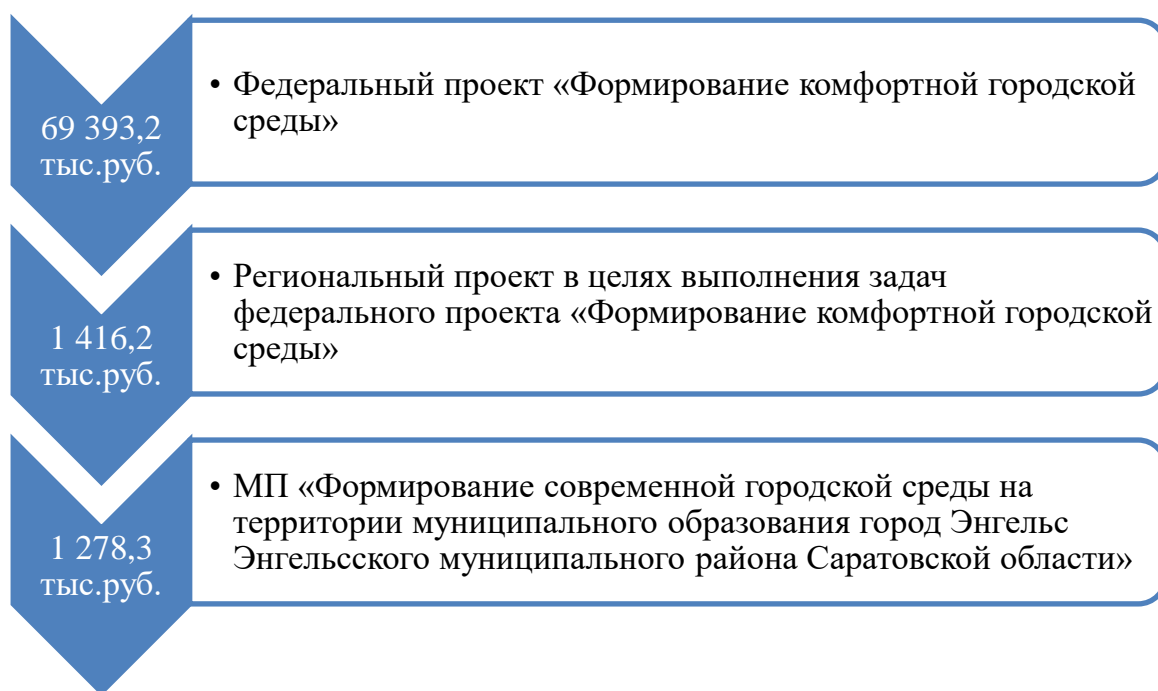 69 393,2
тыс.руб.
• Федеральный проект «Формирование комфортной городской
среды»
1 416,2
тыс.руб.
• Региональный проект в целях выполнения задач
федерального проекта «Формирование комфортной городской
среды»
1 278,3
тыс.руб.
• МП «Формирование современной городской среды на
территории муниципального образования город Энгельс
Энгельсского муниципального района Саратовской области»